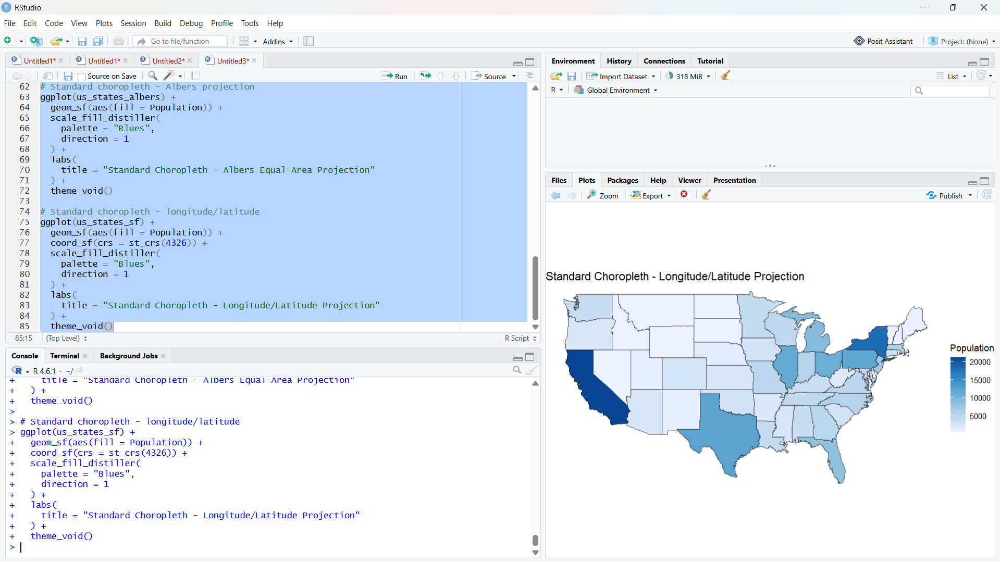 RStudio
File Edit Code View Plots Session Build Debug Profile Tools Help
Go to file/function Addins Posit Assistant Project: (None)
Untitled1* Untitled1* Untitled2* Untitled3*
Source on Save Run Source
62 # Standard choropleth - Albers projection
63 ggplot(us_states_albers) +
64 geom_sf(aes(fill = Population)) +
65 scale_fill_distiller(
66 palette = "Blues",
67 direction = 1
68 ) +
69 labs(
70 title = "Standard Choropleth - Albers Equal-Area Projection"
71 ) +
72 theme_void()
73
74 # Standard choropleth - longitude/latitude
75 ggplot(us_states_sf) +
76 geom_sf(aes(fill = Population)) +
77 coord_sf(crs = st_crs(4326)) +
78 scale_fill_distiller(
79 palette = "Blues",
80 direction = 1
81 ) +
82 labs(
83 title = "Standard Choropleth - Longitude/Latitude Projection"
84 ) +
85 theme_void()
85:15 (Top Level) R Script
Console Terminal Background Jobs
R R 4.6.1 · ~/
+ title = "Standard Choropleth - Albers Equal-Area Projection"
+ ) +
+ theme_void()
>
> # Standard choropleth - longitude/latitude
> ggplot(us_states_sf) +
+ geom_sf(aes(fill = Population)) +
+ coord_sf(crs = st_crs(4326)) +
+ scale_fill_distiller(
+ palette = "Blues",
+ direction = 1
+ ) +
+ labs(
+ title = "Standard Choropleth - Longitude/Latitude Projection"
+ ) +
+ theme_void()
>
Environment History Connections Tutorial
Import Dataset 318 MiB List
R Global Environment
Files Plots Packages Help Viewer Presentation
Zoom Export Publish
Standard Choropleth - Longitude/Latitude Projection
Population
20000
15000
10000
5000